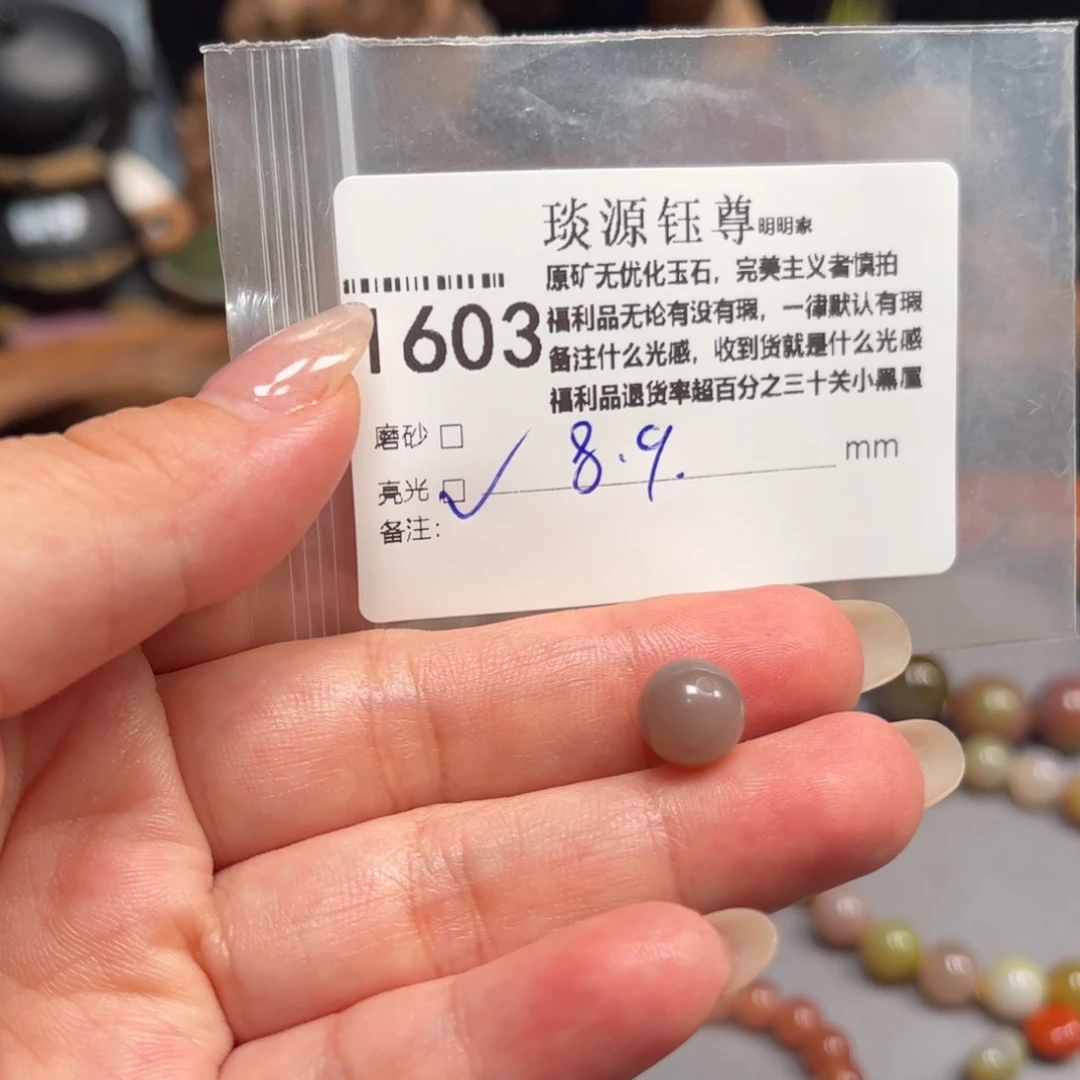 琰源钰尊明明家
原矿无优化玉石，完美主义者慎拍
1603
福利品无论有没有瑕，一律默认有瑕
备注什么光感，收到货就是什么光感
福利品退货率超百分之三十关小黑屋
磨砂 □
亮光 □ ✓ 8.9. mm
备注：